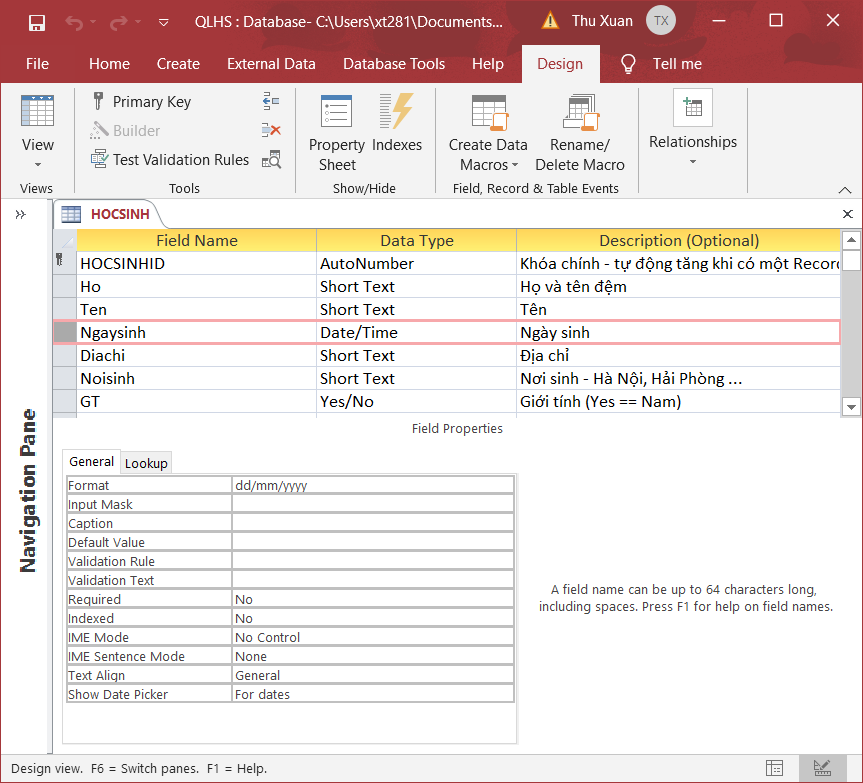 QLHS : Database- C:\Users\xt281\Documents...
Thu Xuan
TX
File
Home
Create
External Data
Database Tools
Help
Design
Tell me
View
Primary Key
Builder
Test Validation Rules
Property Sheet
Indexes
Create Data Macros
Rename/ Delete Macro
Relationships
Views
Tools
Show/Hide
Field, Record & Table Events
HOCSINH
Field Name Data Type Description (Optional)
HOCSINHID AutoNumber Khóa chính - tự động tăng khi có một Recor
Ho Short Text Họ và tên đệm
Ten Short Text Tên
Ngaysinh Date/Time Ngày sinh
Diachi Short Text Địa chỉ
Noisinh Short Text Nơi sinh - Hà Nội, Hải Phòng ...
GT Yes/No Giới tính (Yes == Nam)
Navigation Pane
Field Properties
General
Lookup
Format dd/mm/yyyy
Input Mask
Caption
Default Value
Validation Rule
Validation Text
Required No
Indexed No
IME Mode No Control
IME Sentence Mode None
Text Align General
Show Date Picker For dates
A field name can be up to 64 characters long,
including spaces. Press F1 for help on field names.
Design view. F6 = Switch panes. F1 = Help.